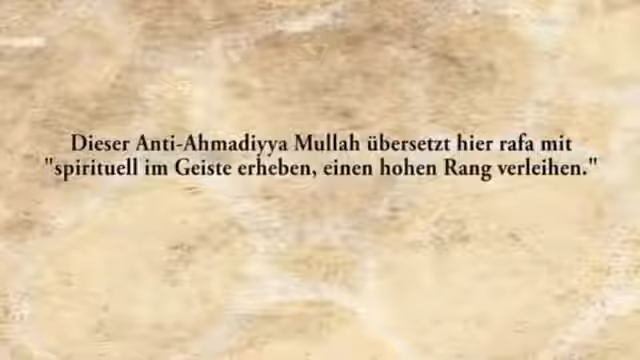 Dieser Anti-Ahmadiyya Mullah übersetzt hier rafa mit
"spirituell im Geiste erheben, einen hohen Rang verleihen."